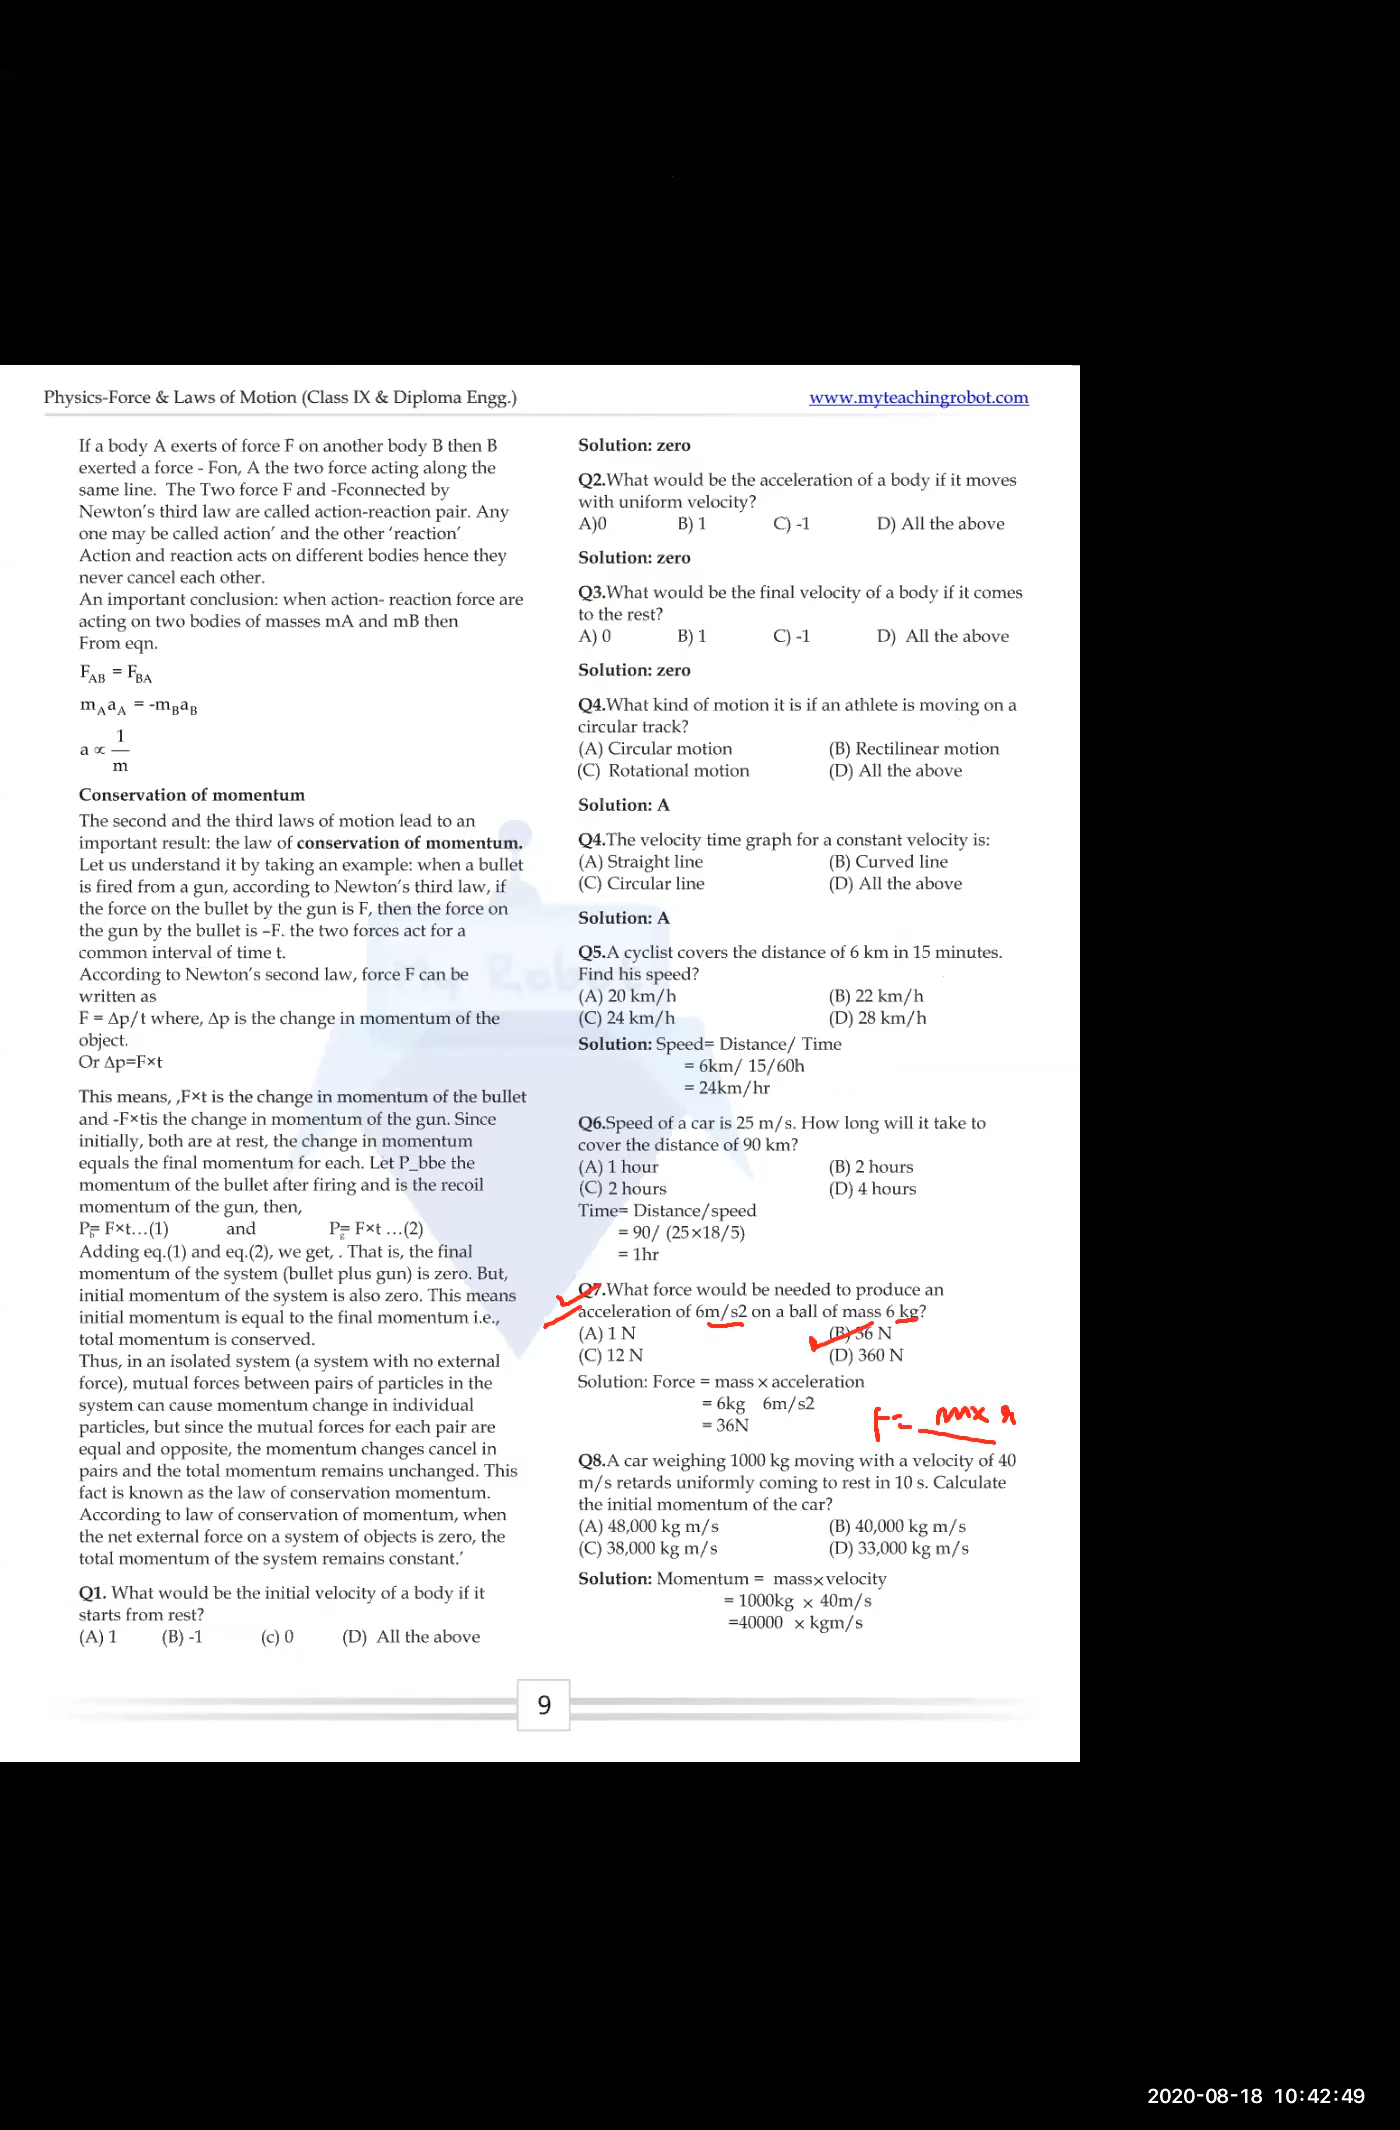 Physics-Force & Laws of Motion (Class IX & Diploma Engg.)
www.myteachingrobot.com
If a body A exerts of force F on another body B then B
exerted a force - Fon, A the two force acting along the
same line.  The Two force F and -Fconnected by
Newton's third law are called action-reaction pair. Any
one may be called action' and the other 'reaction'
Action and reaction acts on different bodies hence they
never cancel each other.
An important conclusion: when action- reaction force are
acting on two bodies of masses mA and mB then
From eqn.
F_AB = F_BA
m_A a_A = -m_B a_B
a ∝ 1/m
Conservation of momentum
The second and the third laws of motion lead to an
important result: the law of conservation of momentum.
Let us understand it by taking an example: when a bullet
is fired from a gun, according to Newton's third law, if
the force on the bullet by the gun is F, then the force on
the gun by the bullet is –F. the two forces act for a
common interval of time t.
According to Newton's second law, force F can be
written as
F = Δp/t where, Δp is the change in momentum of the
object.
Or Δp=F×t
This means, ,F×t is the change in momentum of the bullet
and -F×tis the change in momentum of the gun. Since
initially, both are at rest, the change in momentum
equals the final momentum for each. Let P_bbe the
momentum of the bullet after firing and is the recoil
momentum of the gun, then,
P_b= F×t…(1) and P_g= F×t …(2)
Adding eq.(1) and eq.(2), we get, . That is, the final
momentum of the system (bullet plus gun) is zero. But,
initial momentum of the system is also zero. This means
initial momentum is equal to the final momentum i.e.,
total momentum is conserved.
Thus, in an isolated system (a system with no external
force), mutual forces between pairs of particles in the
system can cause momentum change in individual
particles, but since the mutual forces for each pair are
equal and opposite, the momentum changes cancel in
pairs and the total momentum remains unchanged. This
fact is known as the law of conservation momentum.
According to law of conservation of momentum, when
the net external force on a system of objects is zero, the
total momentum of the system remains constant.'
Q1. What would be the initial velocity of a body if it
starts from rest?
(A) 1 (B) -1 (c) 0 (D) All the above
Solution: zero
Q2.What would be the acceleration of a body if it moves
with uniform velocity?
A)0 B) 1 C) -1 D) All the above
Solution: zero
Q3.What would be the final velocity of a body if it comes
to the rest?
A) 0 B) 1 C) -1 D) All the above
Solution: zero
Q4.What kind of motion it is if an athlete is moving on a
circular track?
(A) Circular motion (B) Rectilinear motion
(C) Rotational motion (D) All the above
Solution: A
Q4.The velocity time graph for a constant velocity is:
(A) Straight line (B) Curved line
(C) Circular line (D) All the above
Solution: A
Q5.A cyclist covers the distance of 6 km in 15 minutes.
Find his speed?
(A) 20 km/h (B) 22 km/h
(C) 24 km/h (D) 28 km/h
Solution: Speed= Distance/ Time
= 6km/ 15/60h
= 24km/hr
Q6.Speed of a car is 25 m/s. How long will it take to
cover the distance of 90 km?
(A) 1 hour (B) 2 hours
(C) 2 hours (D) 4 hours
Time= Distance/speed
= 90/ (25×18/5)
= 1hr
Q7.What force would be needed to produce an
acceleration of 6m/s2 on a ball of mass 6 kg?
(A) 1 N (B) 36 N
(C) 12 N (D) 360 N
Solution: Force = mass × acceleration
= 6kg 6m/s2
= 36N
F =  m x a
Q8.A car weighing 1000 kg moving with a velocity of 40
m/s retards uniformly coming to rest in 10 s. Calculate
the initial momentum of the car?
(A) 48,000 kg m/s (B) 40,000 kg m/s
(C) 38,000 kg m/s (D) 33,000 kg m/s
Solution: Momentum = mass×velocity
= 1000kg × 40m/s
=40000 × kgm/s
My Robot
9
2020-08-18 10:42:49